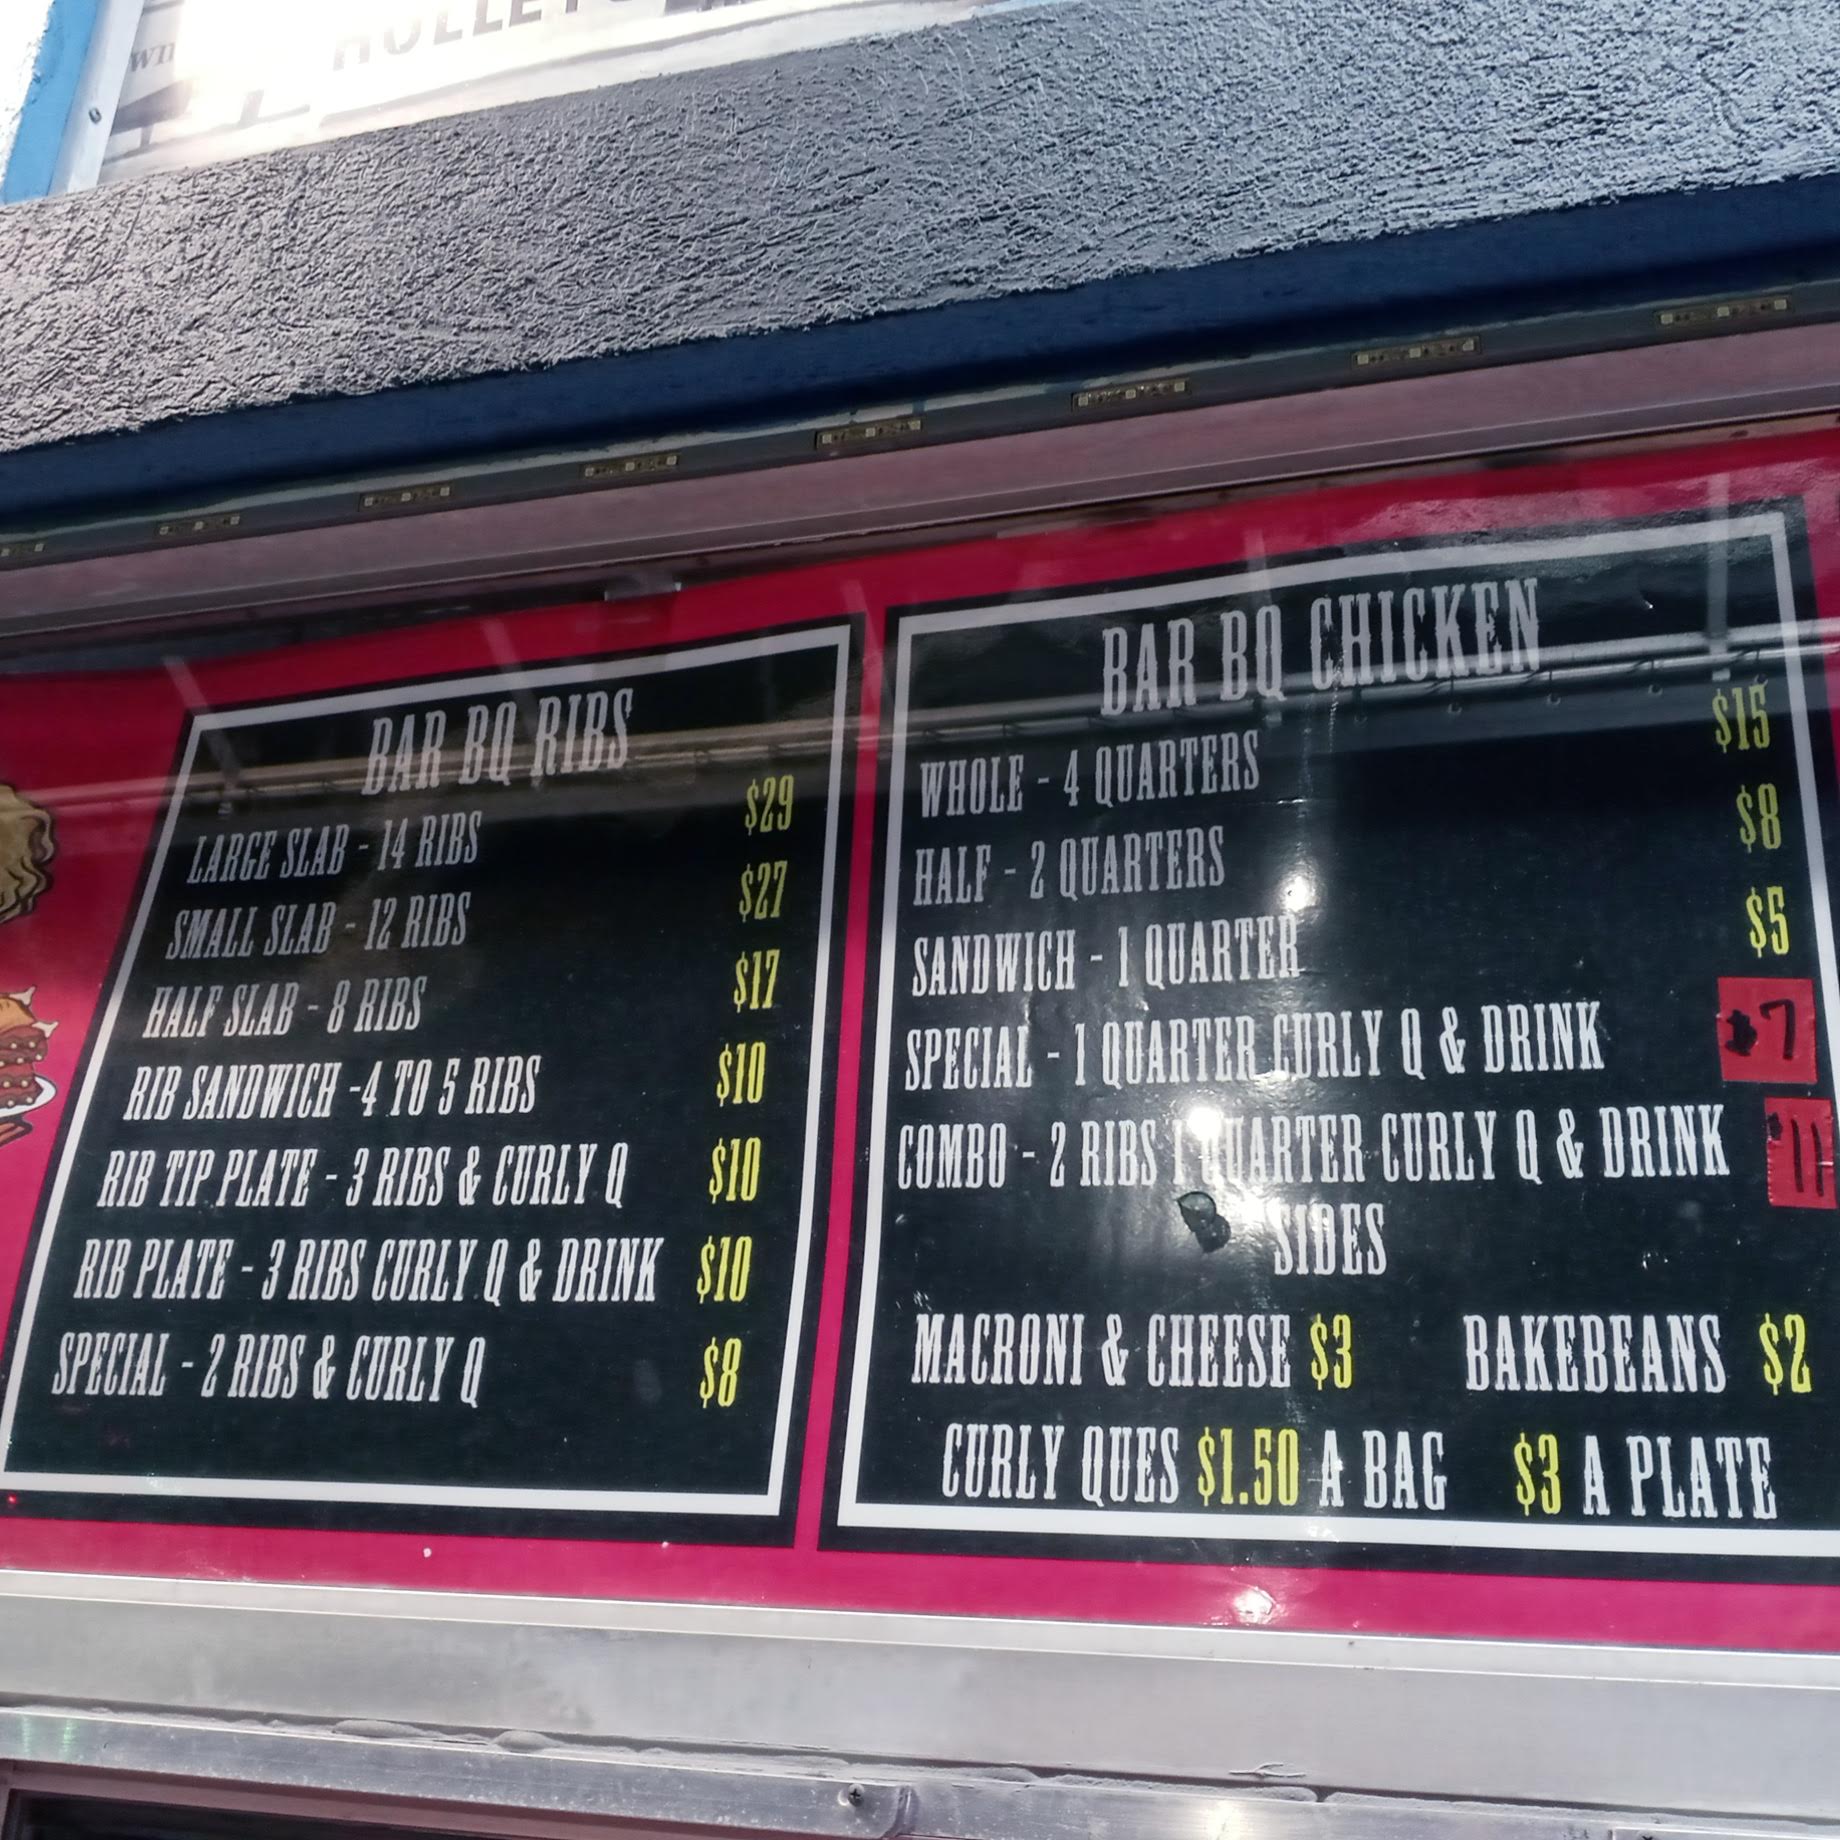 BAR BQ RIBS
LARGE SLAB - 14 RIBS $29
SMALL SLAB - 12 RIBS $27
HALF SLAB - 8 RIBS $17
RIB SANDWICH -4 TO 5 RIBS $10
RIB TIP PLATE - 3 RIBS & CURLY Q $10
RIB PLATE - 3 RIBS CURLY Q & DRINK $10
SPECIAL - 2 RIBS & CURLY Q $8
BAR BQ CHICKEN
WHOLE - 4 QUARTERS $15
HALF - 2 QUARTERS $8
SANDWICH - 1 QUARTER $5
SPECIAL - 1 QUARTER CURLY Q & DRINK $7
COMBO - 2 RIBS 1 QUARTER CURLY Q & DRINK $11
SIDES
MACRONI & CHEESE $3 BAKEBEANS $2
CURLY QUES $1.50 A BAG $3 A PLATE